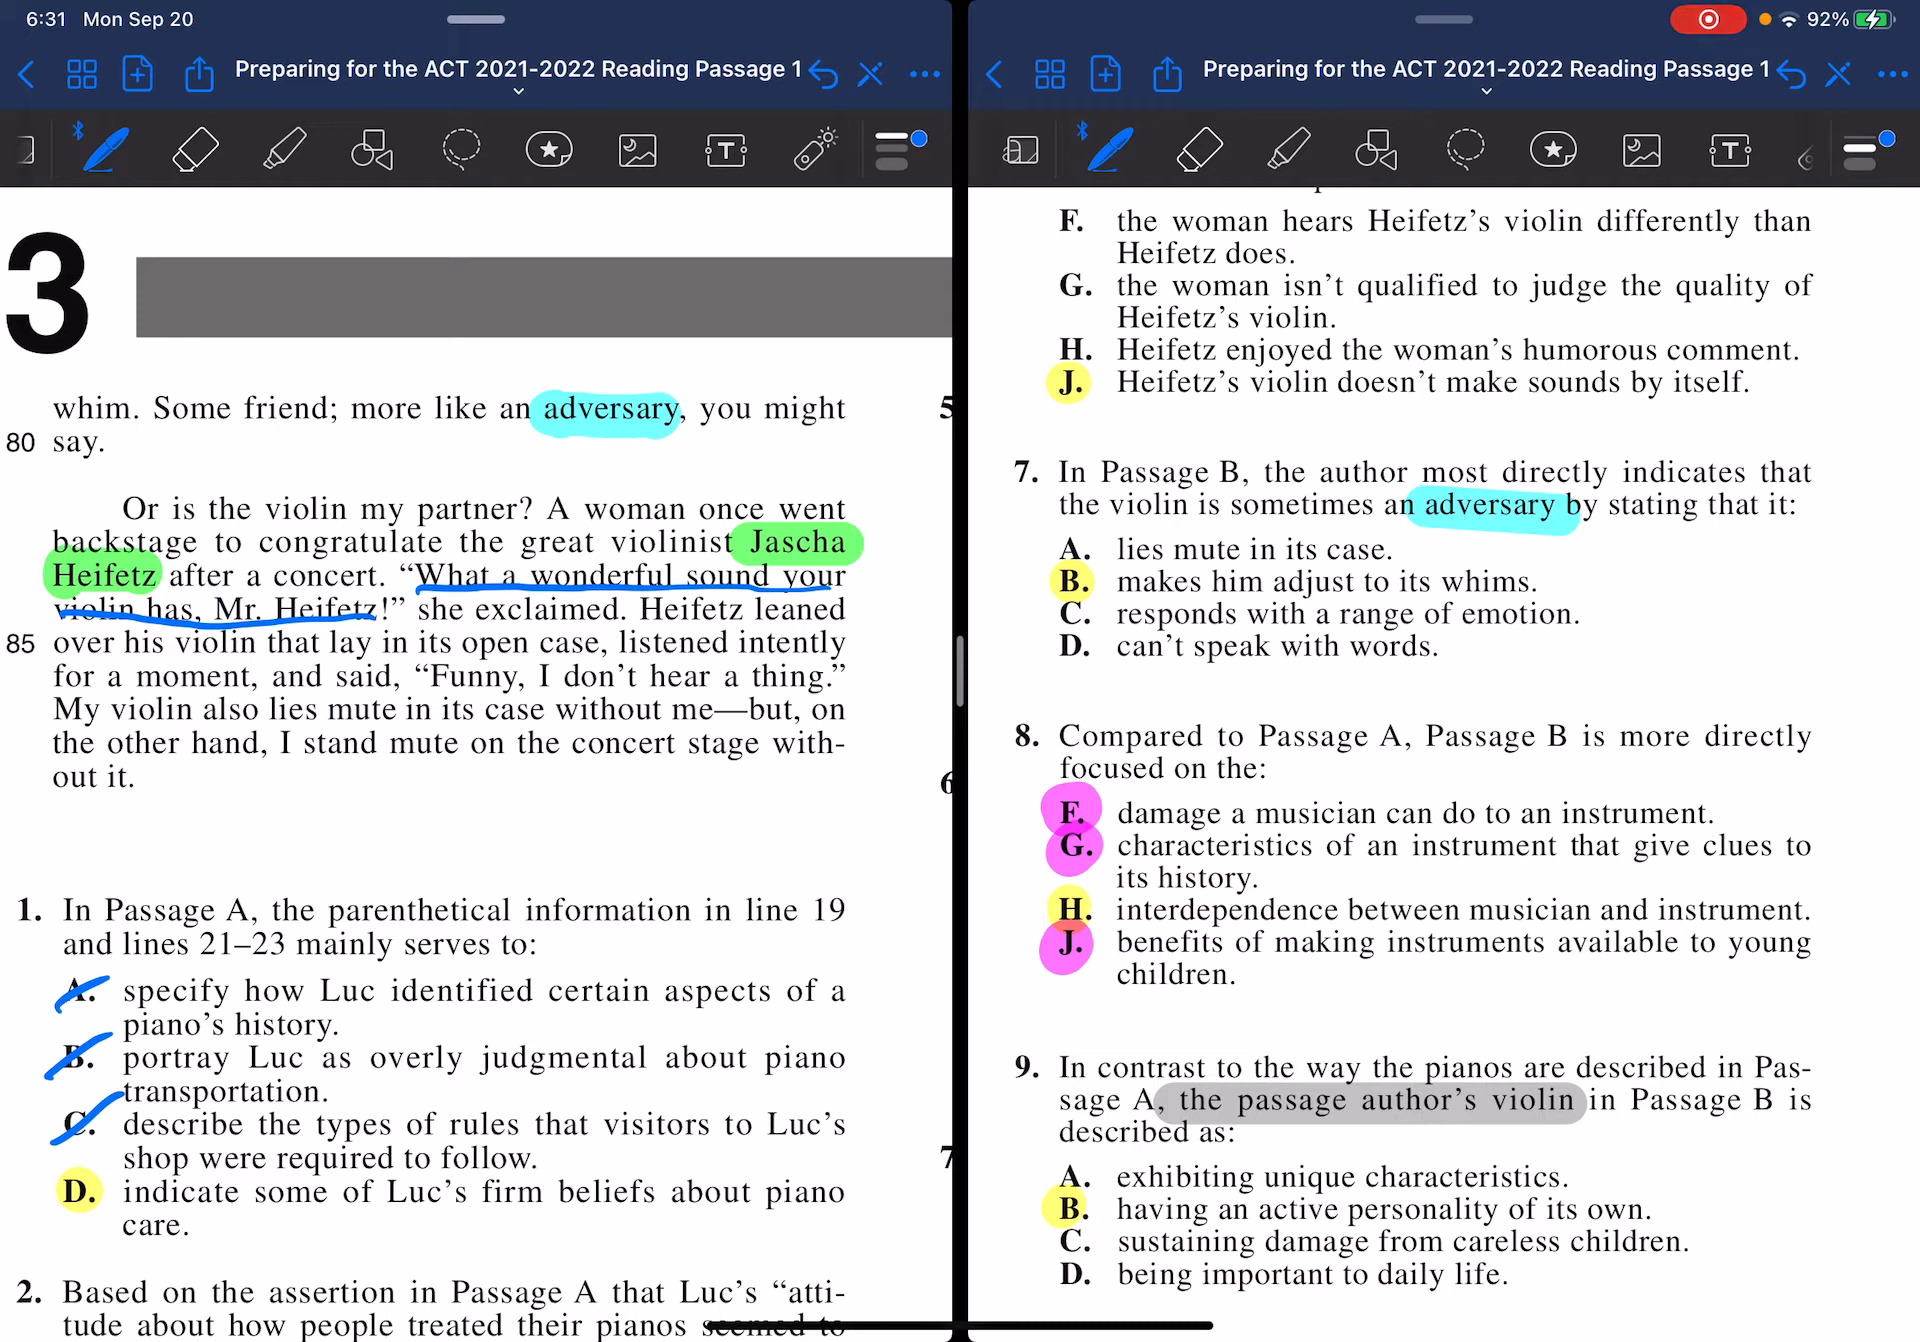 6:31 Mon Sep 20
92%
Preparing for the ACT 2021-2022 Reading Passage 1
3
whim. Some friend; more like an adversary, you might
80 say.
Or is the violin my partner? A woman once went
backstage to congratulate the great violinist Jascha
Heifetz after a concert. “What a wonderful sound your
violin has, Mr. Heifetz!” she exclaimed. Heifetz leaned
85 over his violin that lay in its open case, listened intently
for a moment, and said, “Funny, I don’t hear a thing.”
My violin also lies mute in its case without me—but, on
the other hand, I stand mute on the concert stage with-
out it.
1. In Passage A, the parenthetical information in line 19
and lines 21–23 mainly serves to:
A. specify how Luc identified certain aspects of a
piano’s history.
B. portray Luc as overly judgmental about piano
transportation.
C. describe the types of rules that visitors to Luc’s
shop were required to follow.
D. indicate some of Luc’s firm beliefs about piano
care.
2. Based on the assertion in Passage A that Luc’s “atti-
tude about how people treated their pianos seemed to
5
6
7
Preparing for the ACT 2021-2022 Reading Passage 1
F. the woman hears Heifetz’s violin differently than
Heifetz does.
G. the woman isn’t qualified to judge the quality of
Heifetz’s violin.
H. Heifetz enjoyed the woman’s humorous comment.
J. Heifetz’s violin doesn’t make sounds by itself.
7. In Passage B, the author most directly indicates that
the violin is sometimes an adversary by stating that it:
A. lies mute in its case.
B. makes him adjust to its whims.
C. responds with a range of emotion.
D. can’t speak with words.
8. Compared to Passage A, Passage B is more directly
focused on the:
F. damage a musician can do to an instrument.
G. characteristics of an instrument that give clues to
its history.
H. interdependence between musician and instrument.
J. benefits of making instruments available to young
children.
9. In contrast to the way the pianos are described in Pas-
sage A, the passage author’s violin in Passage B is
described as:
A. exhibiting unique characteristics.
B. having an active personality of its own.
C. sustaining damage from careless children.
D. being important to daily life.